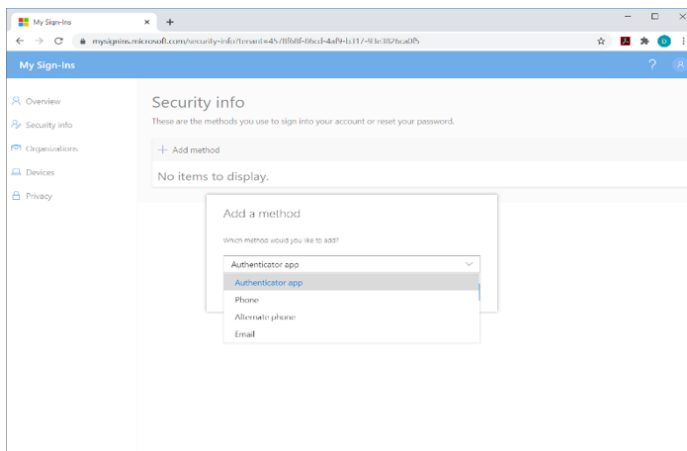 My Sign-Ins
mysignins.microsoft.com/security-info?tenant=
My Sign-Ins
?
Overview
Security info
Organizations
Devices
Privacy
Security info
These are the methods you use to sign into your account or reset your password.
+ Add method
No items to display.
Add a method
Which method would you like to add?
Authenticator app
Authenticator app
Phone
Alternate phone
Email